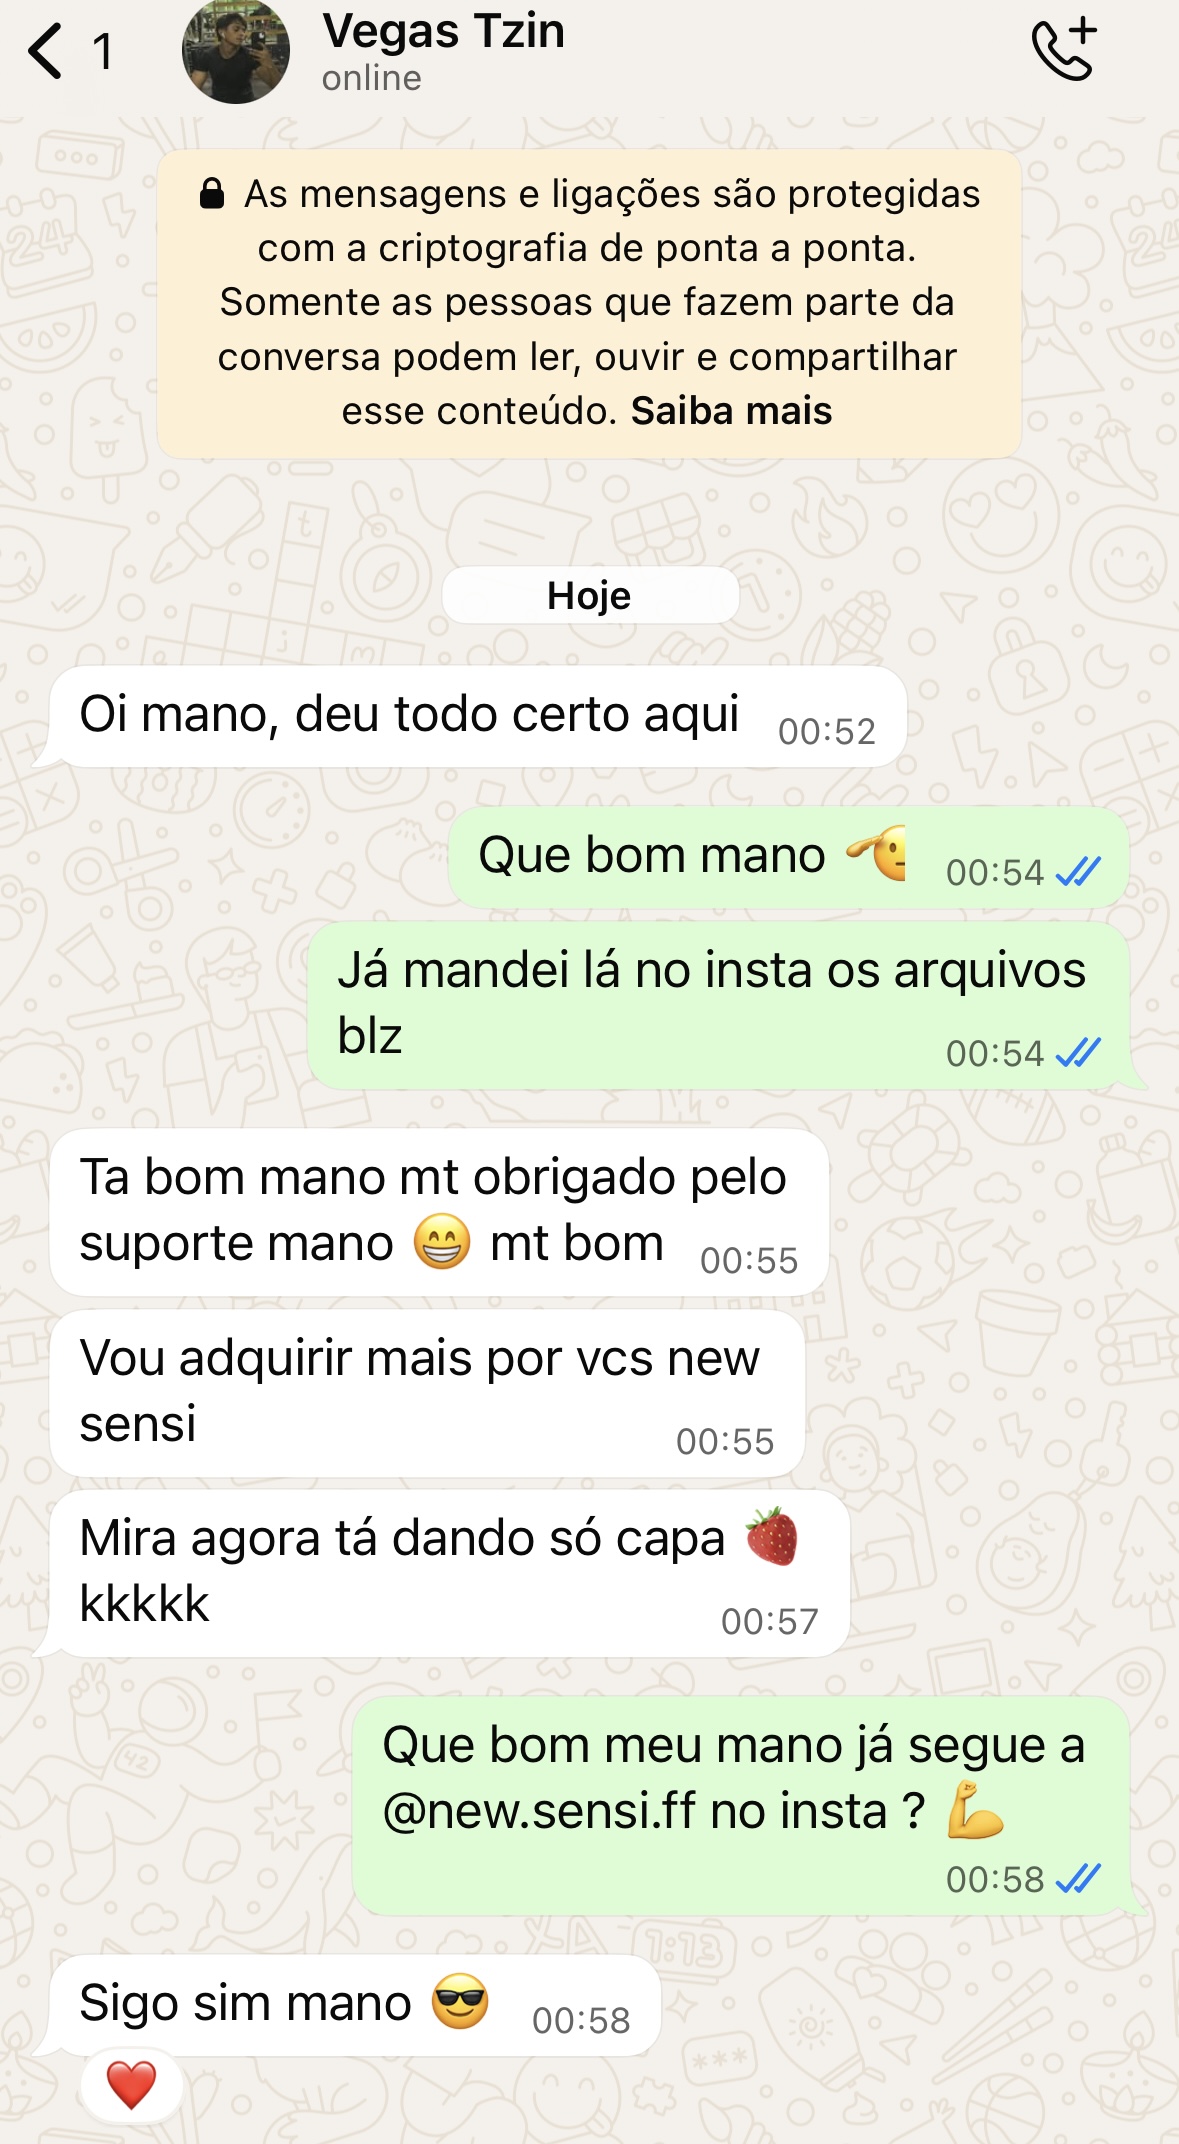 1
Vegas Tzin
online
🔒 As mensagens e ligações são protegidas
com a criptografia de ponta a ponta.
Somente as pessoas que fazem parte da
conversa podem ler, ouvir e compartilhar
esse conteúdo. Saiba mais
Hoje
Oi mano, deu todo certo aqui 00:52
Que bom mano 🫡 00:54
Já mandei lá no insta os arquivos
blz 00:54
Ta bom mano mt obrigado pelo
suporte mano 😁 mt bom 00:55
Vou adquirir mais por vcs new
sensi 00:55
Mira agora tá dando só capa 🍓
kkkkk 00:57
Que bom meu mano já segue a
@new.sensi.ff no insta ? 💪
00:58
Sigo sim mano 😎 00:58
❤️